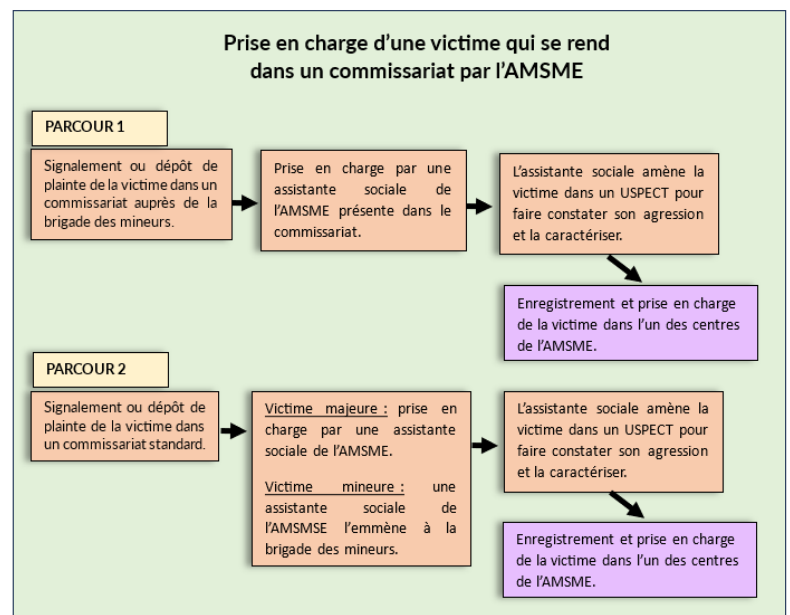 Prise en charge d’une victime qui se rend
dans un commissariat par l’AMSME
PARCOUR 1
Signalement ou dépôt de
plainte de la victime dans un
commissariat auprès de la
brigade des mineurs.
Prise en charge par une
assistante sociale de
l’AMSME présente dans le
commissariat.
L’assistante sociale amène la
victime dans un USPECT pour
faire constater son agression
et la caractériser.
Enregistrement et prise en charge
de la victime dans l’un des centres
de l’AMSME.
PARCOUR 2
Signalement ou dépôt de
plainte de la victime dans
un commissariat standard.
Victime majeure : prise en
charge par une assistante
sociale de l’AMSME.
Victime mineure : une
assistante sociale de
l’AMSMSE l’emmène à la
brigade des mineurs.
L’assistante sociale amène la
victime dans un USPECT pour
faire constater son agression
et la caractériser.
Enregistrement et prise en charge
de la victime dans l’un des centres
de l’AMSME.